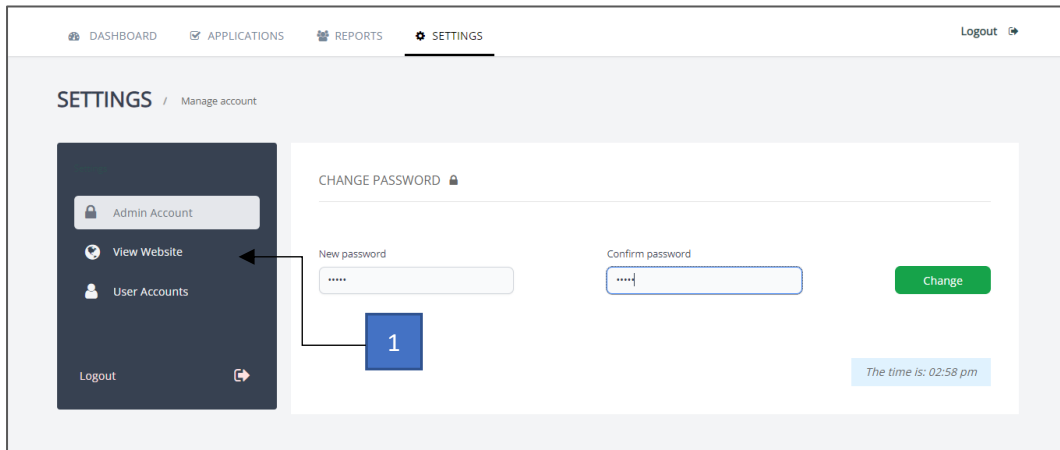 DASHBOARD APPLICATIONS REPORTS SETTINGS Logout
SETTINGS / Manage account
CHANGE PASSWORD
Admin Account
View Website
User Accounts
Logout
New password Confirm password
••••• •••••
Change
1
The time is: 02:58 pm